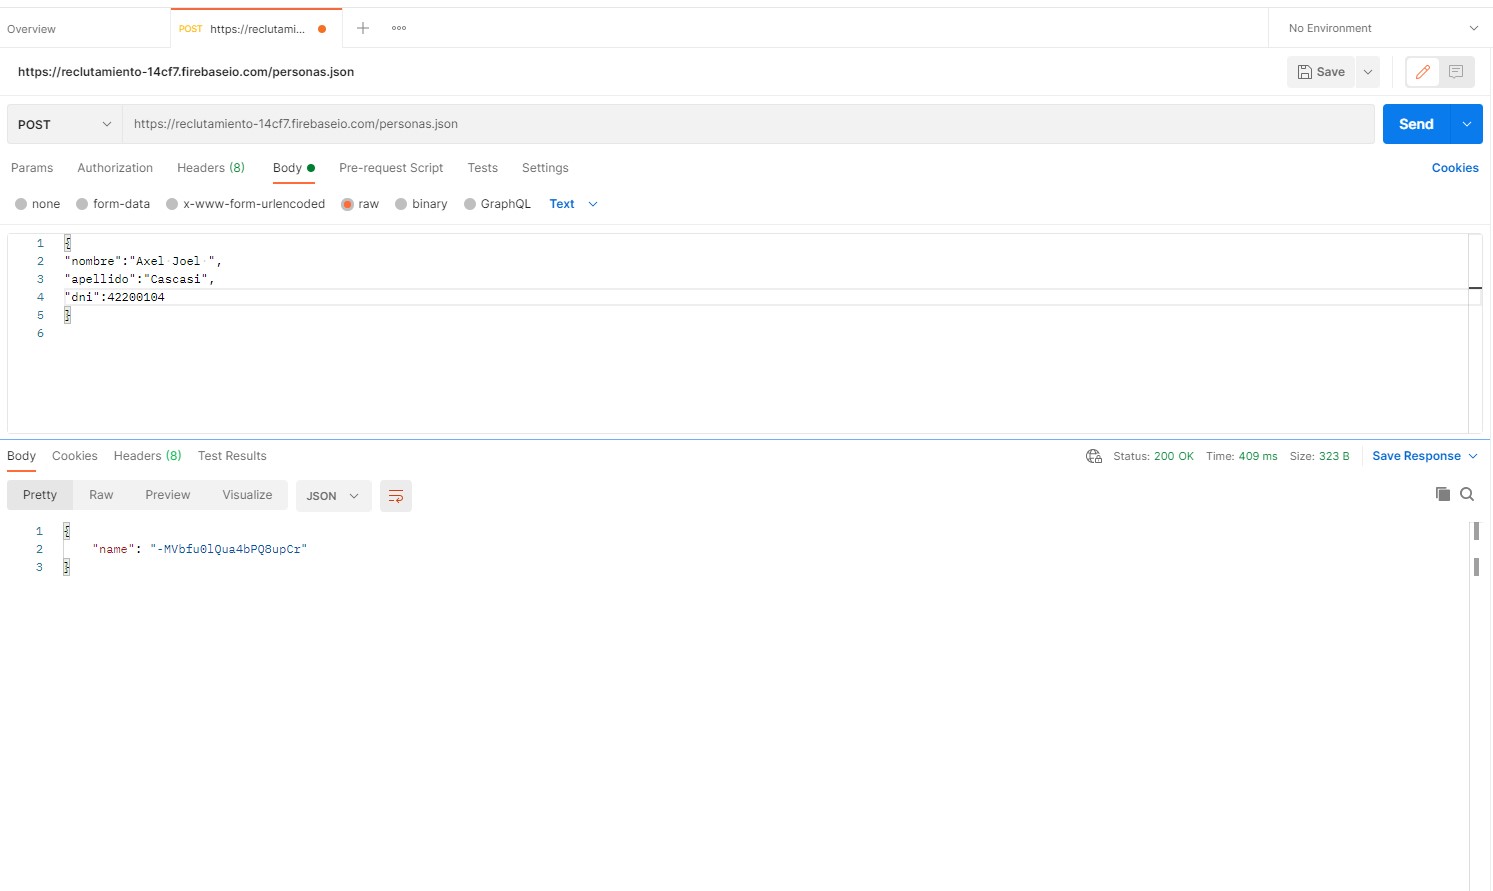 Overview
POST https://reclutami...
No Environment
https://reclutamiento-14cf7.firebaseio.com/personas.json
Save
POST
https://reclutamiento-14cf7.firebaseio.com/personas.json
Send
Params Authorization Headers (8) Body Pre-request Script Tests Settings
Cookies
none form-data x-www-form-urlencoded raw binary GraphQL Text
1 {
2 "nombre":"Axel Joel ",
3 "apellido":"Cascasi",
4 "dni":42200104
5 }
6
Body Cookies Headers (8) Test Results
Status: 200 OK Time: 409 ms Size: 323 B Save Response
Pretty Raw Preview Visualize JSON
1 {
2 "name": "-MVbfu0lQua4bPQ8upCr"
3 }